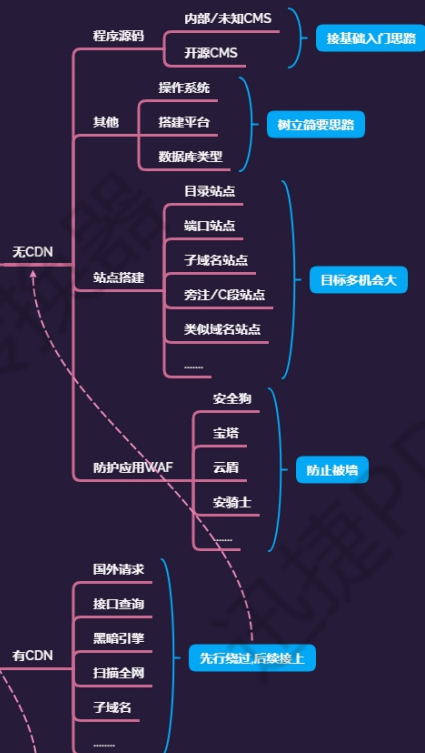 内部/未知CMS
程序源码
开源CMS
接基础入门思路
操作系统
其他
搭建平台
树立简要思路
数据库类型
目录站点
端口站点
无CDN
子域名站点
站点搭建
目标多机会大
旁注/C段站点
类似域名站点
.......
安全狗
宝塔
防护应用WAF
云盾
防止被墙
安骑士
.......
国外请求
接口查询
黑暗引擎
有CDN
先行绕过,后续接上
扫描全网
子域名
........